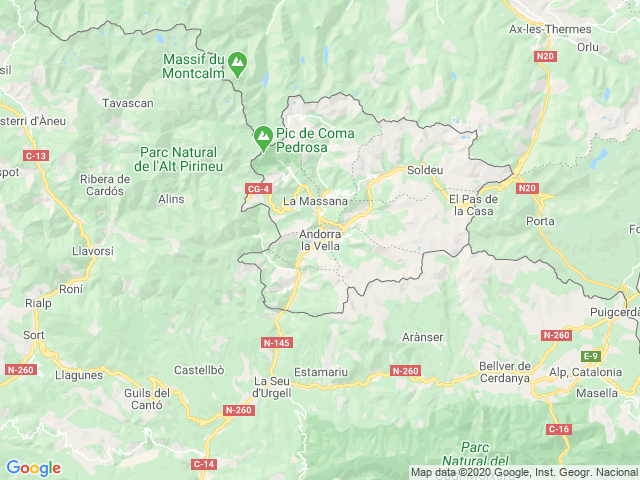 Ax-les-Thermes
Orlu
N20
Massif du
Montcalm
sil
Tavascan
sterri d'Àneu
Pic de Coma
Pedrosa
C-13
spot
Parc Natural
de l'Alt Pirineu
Ribera de
Cardós
Alins
Soldeu
CG-4
La Massana
N20
El Pas de
la Casa
Porta
Andorra
la Vella
Fo
Llavorsí
Roní
Rialp
Puigcerdà
Sort
N-145
Arànser
N-260
E-9
N-260
Llagunes
Castellbò
Estamariu
N-260
Bellver de
Cerdanya
Alp, Catalonia
La Seu
d'Urgell
Guils del
Cantó
Masella
N-260
C-16
Parc
Natural del
C-14
Google
Map data ©2020 Google, Inst. Geogr. Nacional